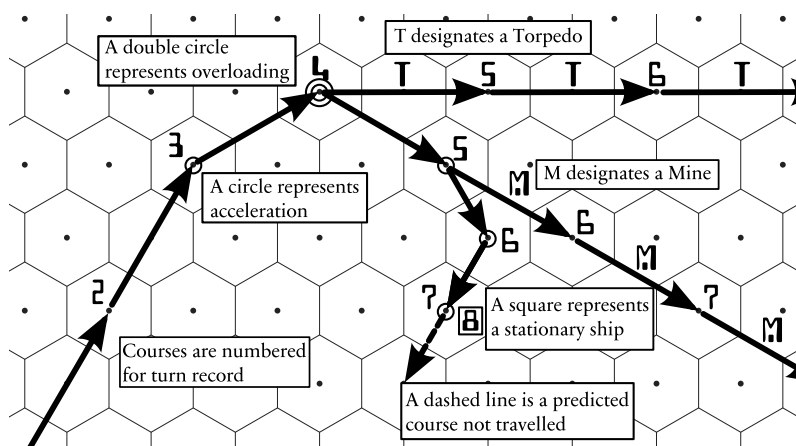 A double circle
represents overloading
T designates a Torpedo
4
T
5
T
6
T
3
5
A circle represents
acceleration
M
M designates a Mine
6
6
M
2
7
8
A square represents
a stationary ship
7
M
Courses are numbered
for turn record
A dashed line is a predicted
course not travelled